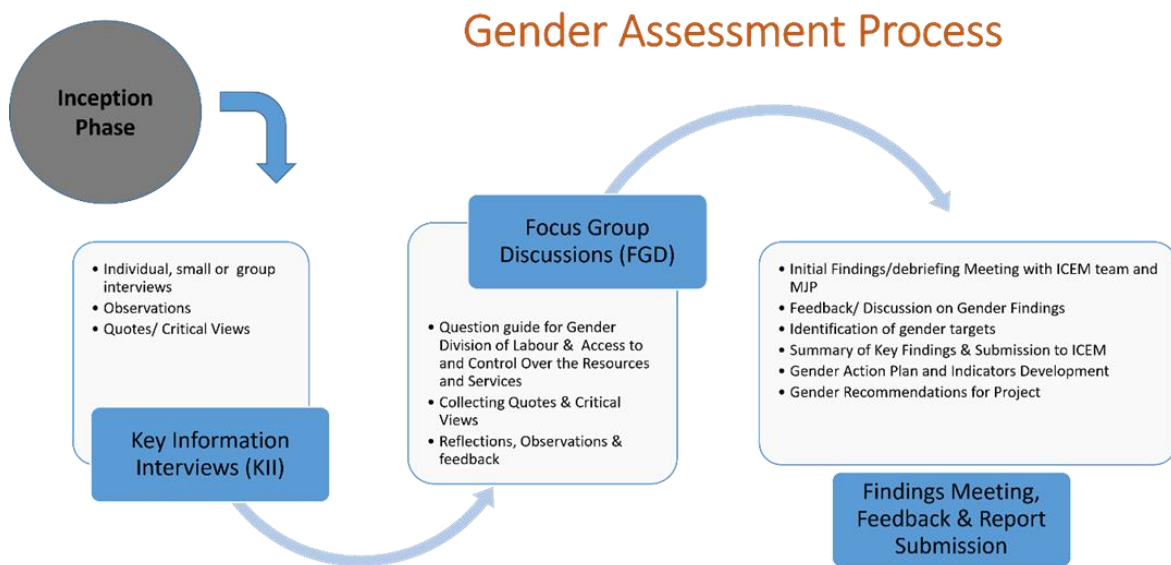 Gender Assessment Process
Inception
Phase
• Individual, small or group
interviews
• Observations
• Quotes/ Critical Views
Key Information
Interviews (KII)
Focus Group
Discussions (FGD)
• Question guide for Gender
Division of Labour & Access to
and Control Over the Resources
and Services
• Collecting Quotes & Critical
Views
• Reflections, Observations &
feedback
• Initial Findings/debriefing Meeting with ICEM team and
MJP
• Feedback/ Discussion on Gender Findings
• Identification of gender targets
• Summary of Key Findings & Submission to ICEM
• Gender Action Plan and Indicators Development
• Gender Recommendations for Project
Findings Meeting,
Feedback & Report
Submission